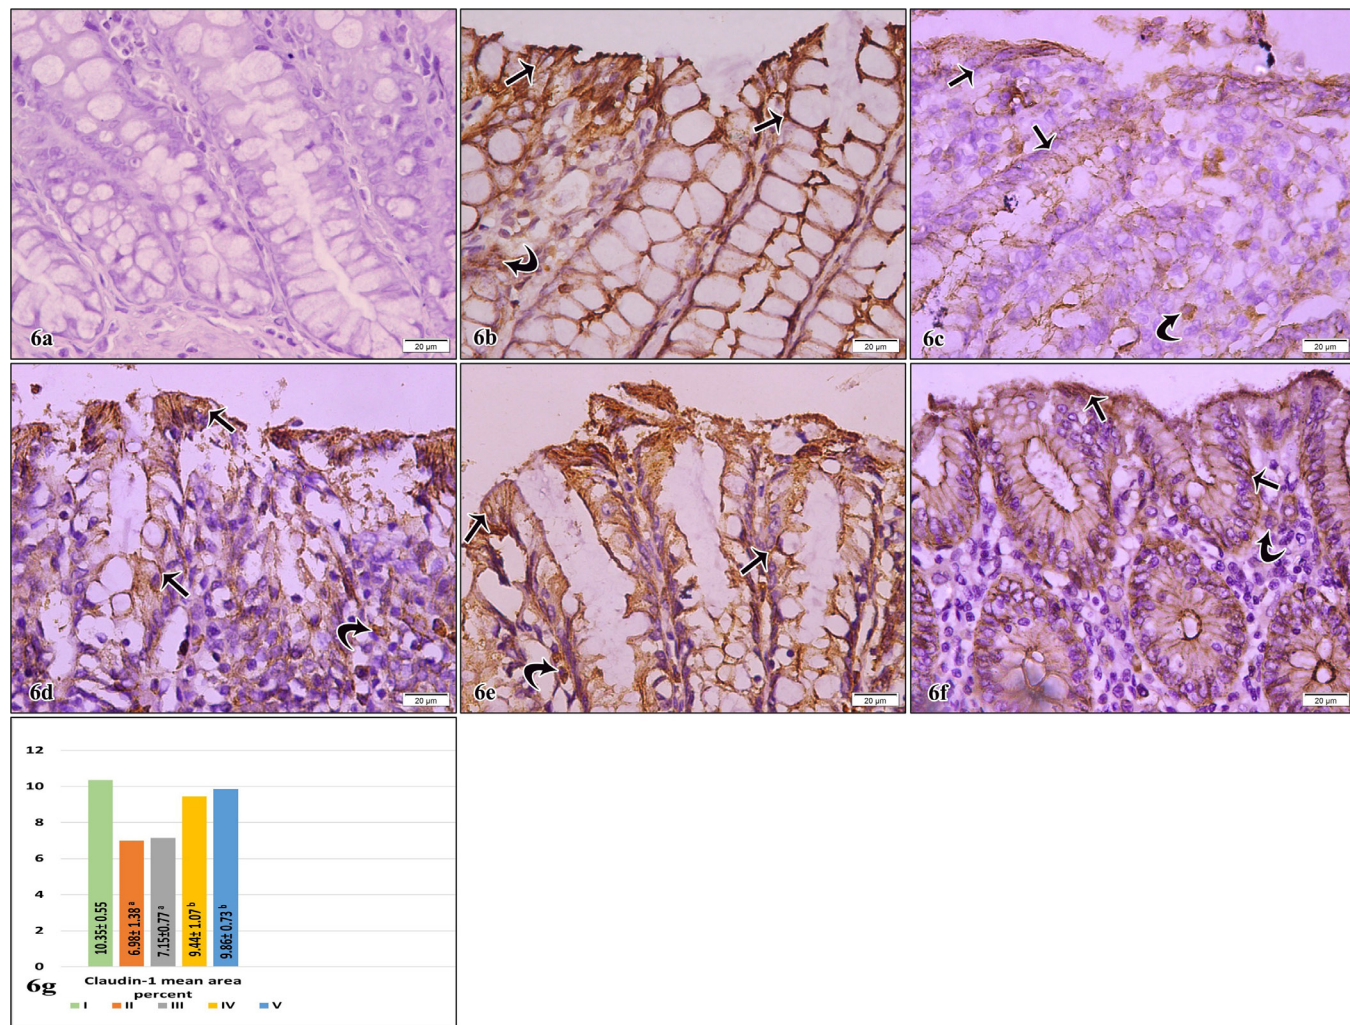 6a
20 µm
6b
20 µm
6c
20 µm
6d
20 µm
6e
20 µm
6f
20 µm
12
10
8
6
4
2
0
10.35± 0.55
6.98± 1.38 a
7.15±0.77 a
9.44± 1.07 b
9.86± 0.73 b
6g
Claudin-1 mean area
percent
I II III IV V